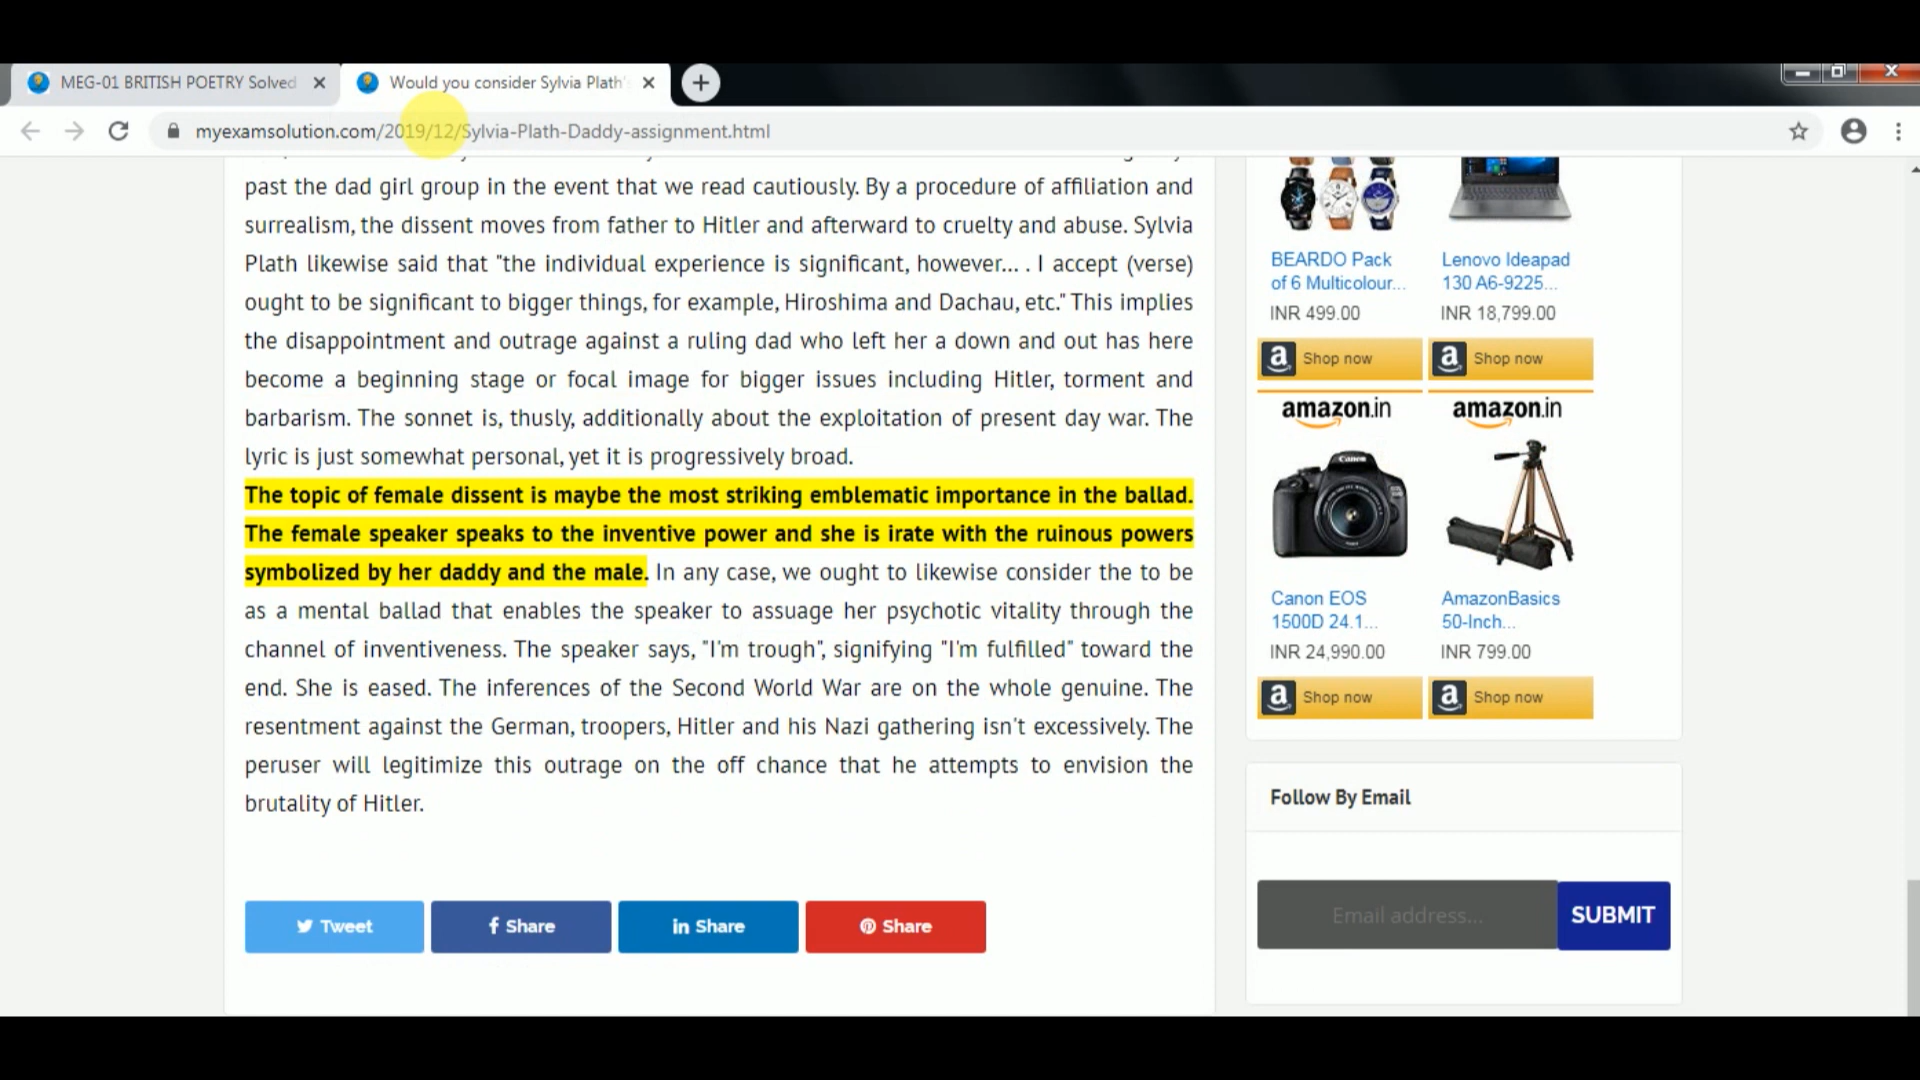 MEG-01 BRITISH POETRY Solved
Would you consider Sylvia Plath'
myexamsolution.com/2019/12/Sylvia-Plath-Daddy-assignment.html
past the dad girl group in the event that we read cautiously. By a procedure of affiliation and
surrealism, the dissent moves from father to Hitler and afterward to cruelty and abuse. Sylvia
Plath likewise said that "the individual experience is significant, however... . I accept (verse)
ought to be significant to bigger things, for example, Hiroshima and Dachau, etc." This implies
the disappointment and outrage against a ruling dad who left her a down and out has here
become a beginning stage or focal image for bigger issues including Hitler, torment and
barbarism. The sonnet is, thusly, additionally about the exploitation of present day war. The
lyric is just somewhat personal, yet it is progressively broad.
The topic of female dissent is maybe the most striking emblematic importance in the ballad.
The female speaker speaks to the inventive power and she is irate with the ruinous powers
symbolized by her daddy and the male. In any case, we ought to likewise consider the to be
as a mental ballad that enables the speaker to assuage her psychotic vitality through the
channel of inventiveness. The speaker says, "I'm trough", signifying "I'm fulfilled" toward the
end. She is eased. The inferences of the Second World War are on the whole genuine. The
resentment against the German, troopers, Hitler and his Nazi gathering isn't excessively. The
peruser will legitimize this outrage on the off chance that he attempts to envision the
brutality of Hitler.
Tweet
Share
in Share
Share
BEARDO Pack
of 6 Multicolour...
INR 499.00
Shop now
Lenovo Ideapad
130 A6-9225...
INR 18,799.00
Shop now
amazon.in
Canon
Canon EOS
1500D 24.1...
INR 24,990.00
Shop now
amazon.in
AmazonBasics
50-Inch...
INR 799.00
Shop now
Follow By Email
Email address...
SUBMIT